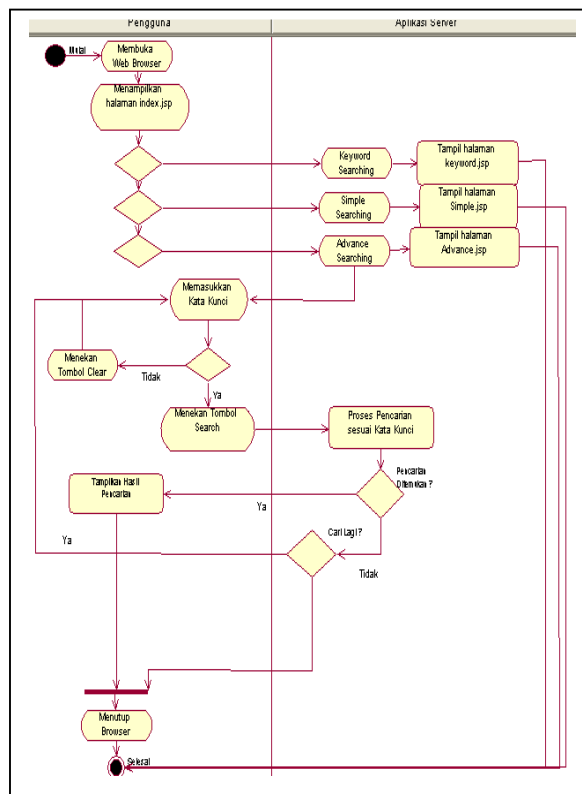 Pengguna
Aplikasi Server
Mulai
Membuka
Web Browser
Menampilkan
halaman index.jsp
Keyword
Searching
Tampil halaman
keyword.jsp
Simple
Searching
Tampil halaman
Simple.jsp
Advance
Searching
Tampil halaman
Advance.jsp
Memasukkan
Kata Kunci
Menekan
Tombol Clear
Tidak
Ya
Menekan Tombol
Search
Proses Pencarian
sesuai Kata Kunci
Pencarian
Ditemukan ?
Tampilkan Hasil
Pencarian
Ya
Cari Lagi ?
Ya
Tidak
Menutup
Browser
Selesai